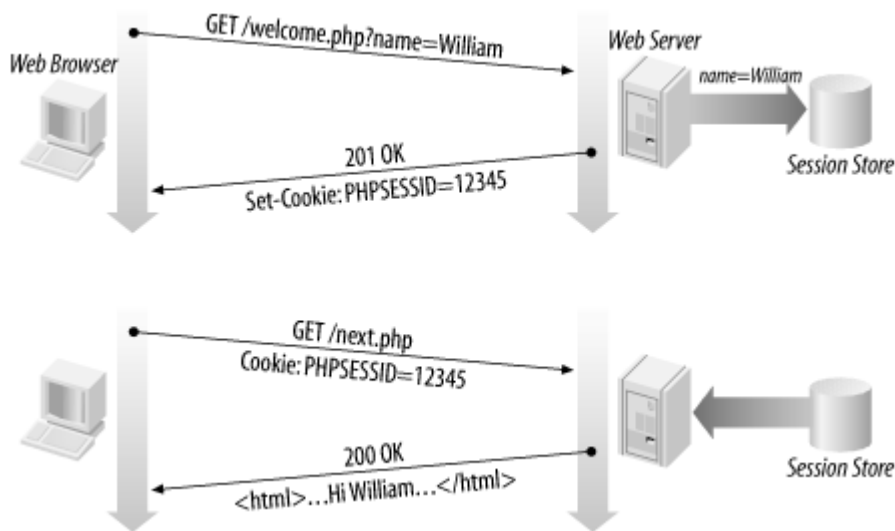 GET /welcome.php?name=William
Web Browser
Web Server
name=William
201 OK
Set-Cookie: PHPSESSID=12345
Session Store
GET /next.php
Cookie: PHPSESSID=12345
200 OK
<html>...Hi William...</html>
Session Store